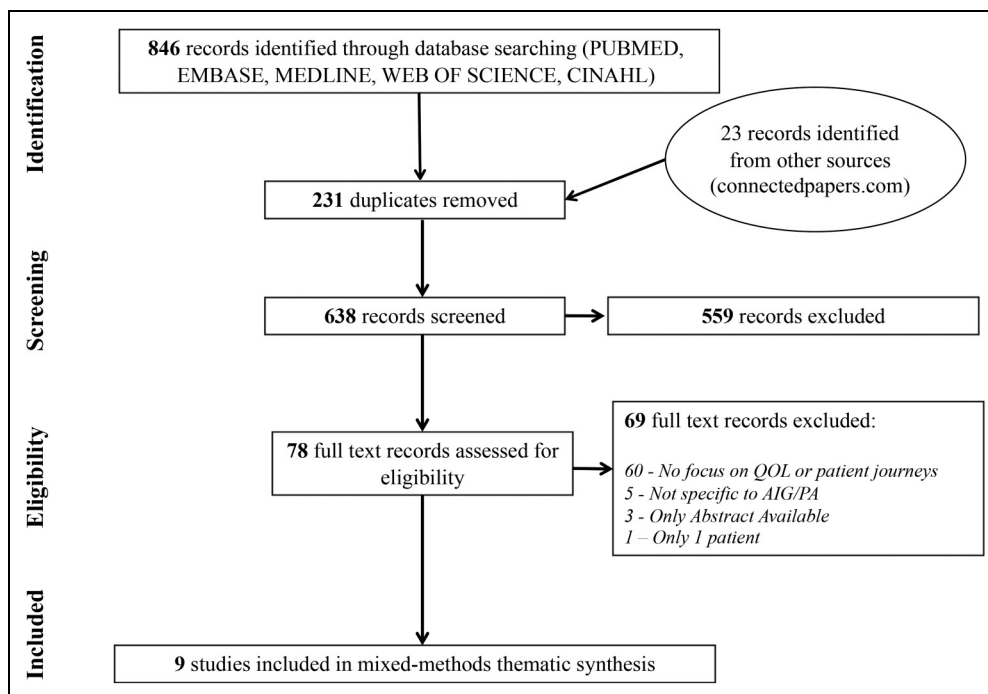 Identification
846 records identified through database searching (PUBMED,
EMBASE, MEDLINE, WEB OF SCIENCE, CINAHL)
23 records identified
from other sources
(connectedpapers.com)
231 duplicates removed
Screening
638 records screened
559 records excluded
Eligibility
78 full text records assessed for
eligibility
69 full text records excluded:
60 - No focus on QOL or patient journeys
5 - Not specific to AIG/PA
3 - Only Abstract Available
1 – Only 1 patient
Included
9 studies included in mixed-methods thematic synthesis